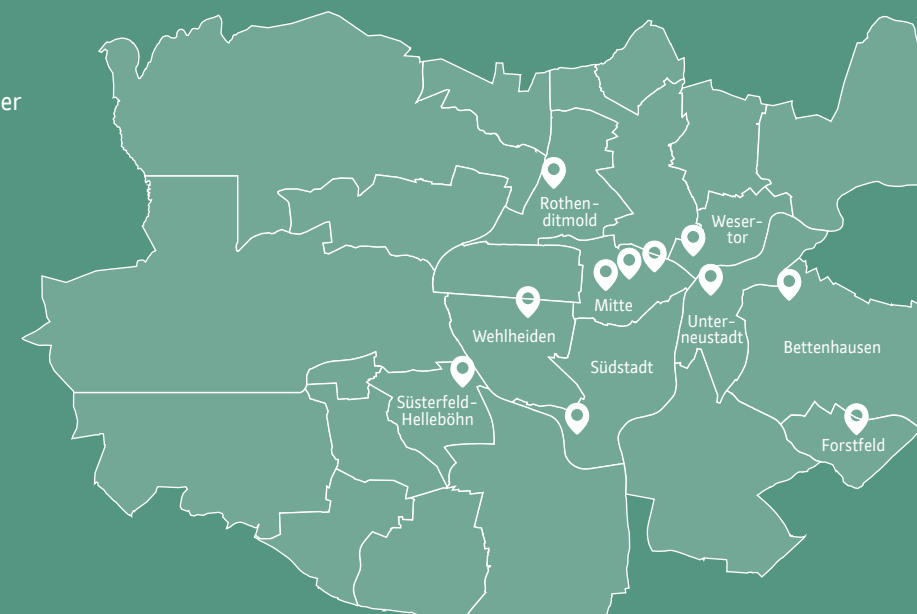 er
Rothen-
ditmold
Weser-
tor
Mitte
Unter-
neustadt
Wehlheiden
Bettenhausen
Südstadt
Süsterfeld-
Helleböhn
Forstfeld